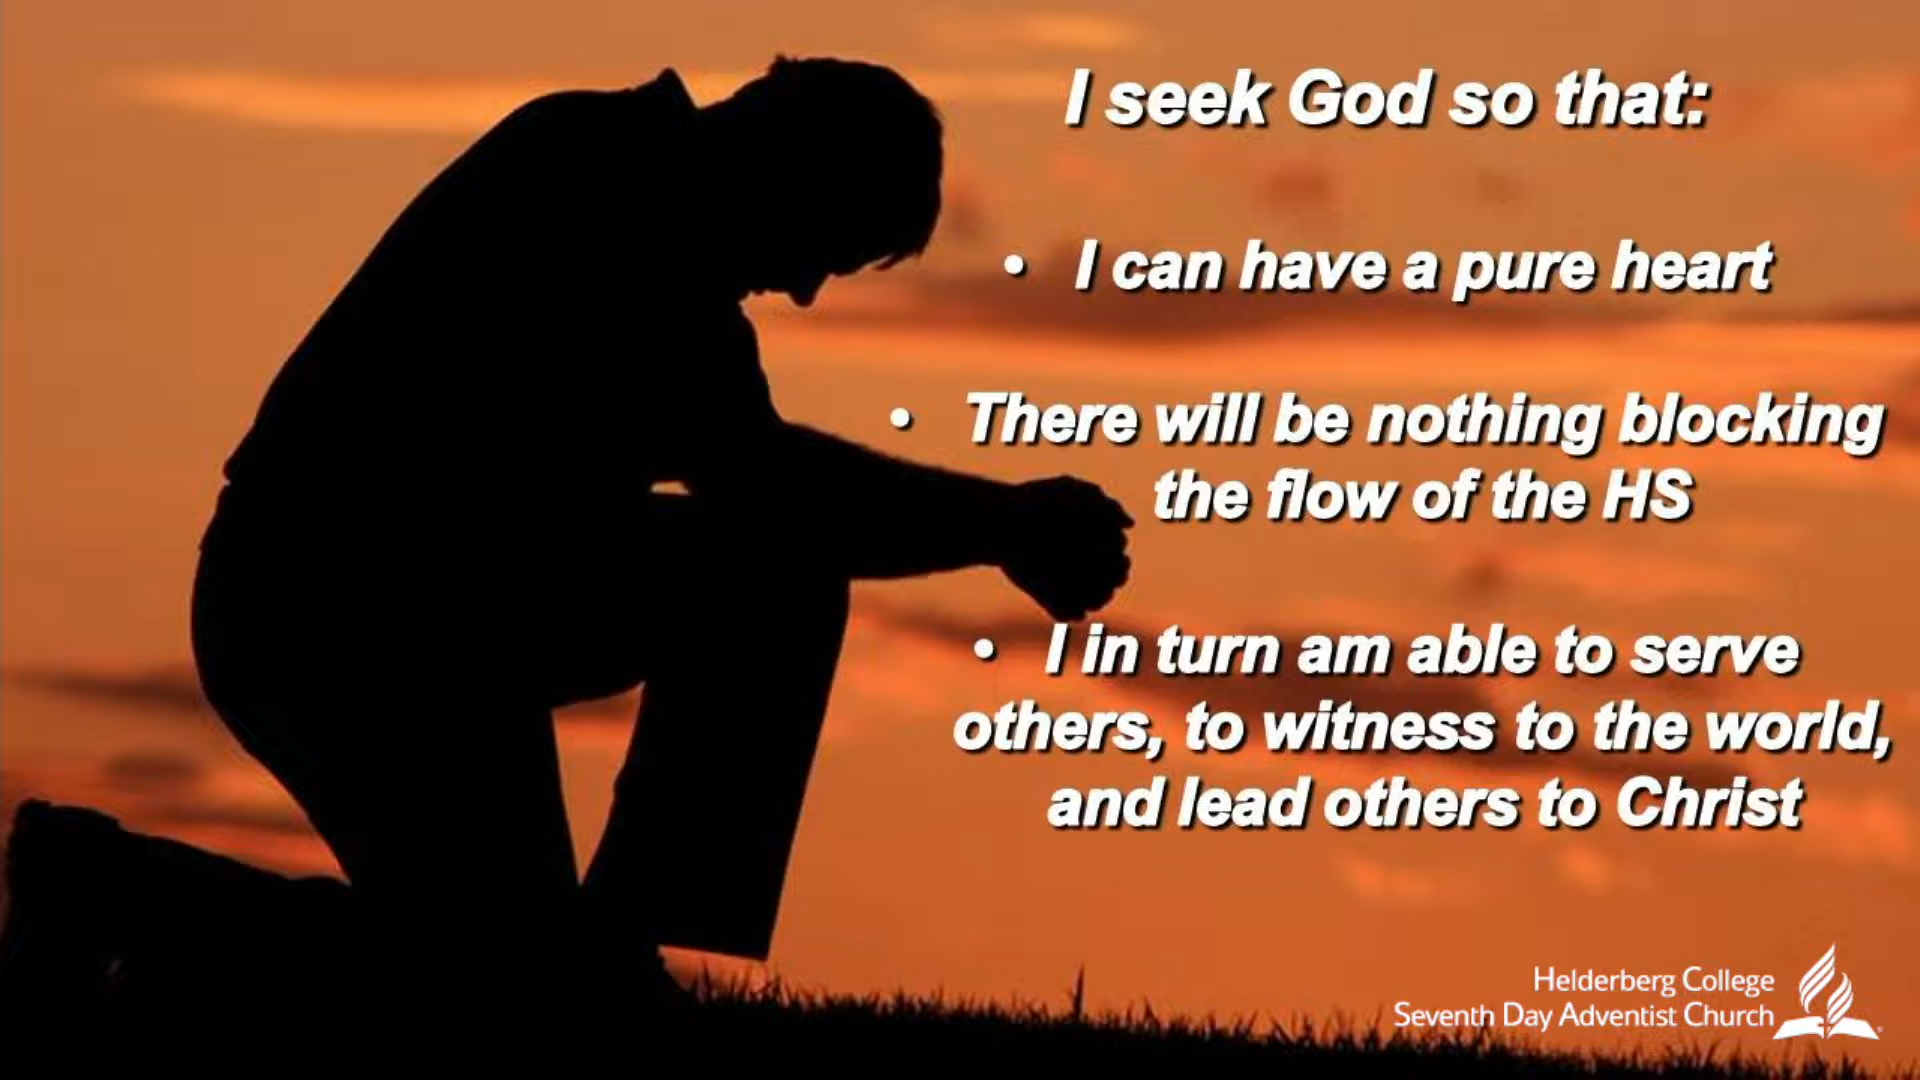 I seek God so that:
• I can have a pure heart
• There will be nothing blocking
the flow of the HS
• I in turn am able to serve
others, to witness to the world,
and lead others to Christ
Helderberg College
Seventh Day Adventist Church